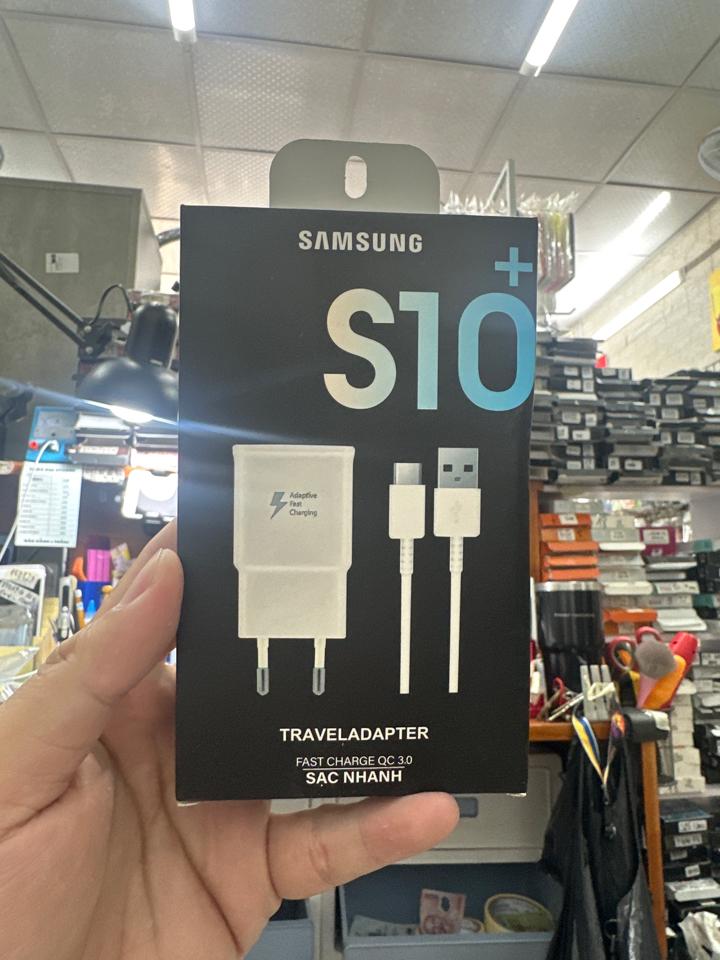 SAMSUNG
S10+
Adaptive
Fast
Charging
TRAVELADAPTER
FAST CHARGE QC 3.0
SẠC NHANH